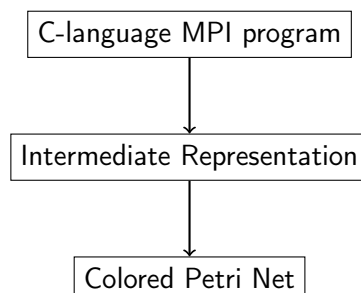 C-language MPI program
Intermediate Representation
Colored Petri Net